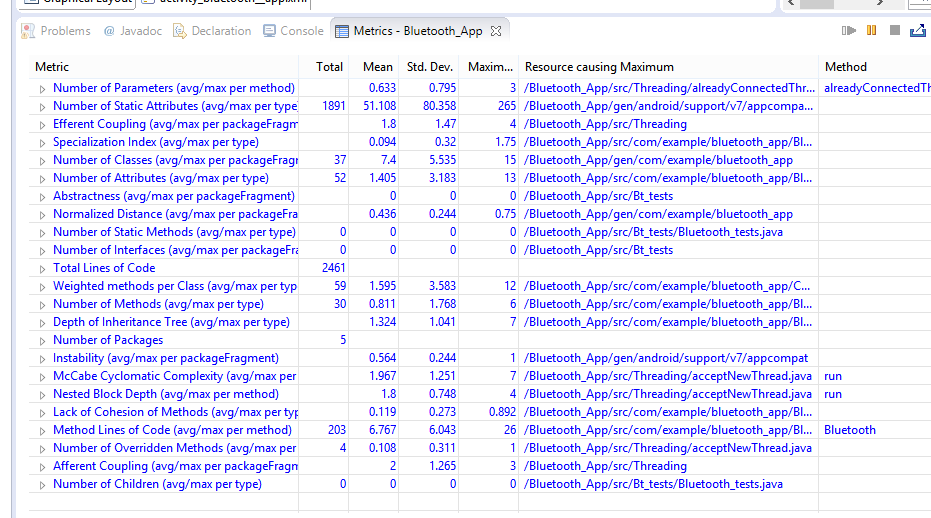 Graphical Layout activity_bluetooth__app.xml
Problems @ Javadoc Declaration Console Metrics - Bluetooth_App
Metric Total Mean Std. Dev. Maxim... Resource causing Maximum Method
Number of Parameters (avg/max per method) 0.633 0.795 3 /Bluetooth_App/src/Threading/alreadyConnectedThr... alreadyConnectedTh
Number of Static Attributes (avg/max per type 1891 51.108 80.358 265 /Bluetooth_App/gen/android/support/v7/appcompa...
Efferent Coupling (avg/max per packageFragm 1.8 1.47 4 /Bluetooth_App/src/Threading
Specialization Index (avg/max per type) 0.094 0.32 1.75 /Bluetooth_App/src/com/example/bluetooth_app/Bl...
Number of Classes (avg/max per packageFragr 37 7.4 5.535 15 /Bluetooth_App/gen/com/example/bluetooth_app
Number of Attributes (avg/max per type) 52 1.405 3.183 13 /Bluetooth_App/src/com/example/bluetooth_app/Bl...
Abstractness (avg/max per packageFragment) 0 0 0 /Bluetooth_App/src/Bt_tests
Normalized Distance (avg/max per packageFra 0.436 0.244 0.75 /Bluetooth_App/gen/com/example/bluetooth_app
Number of Static Methods (avg/max per type) 0 0 0 0 /Bluetooth_App/src/Bt_tests/Bluetooth_tests.java
Number of Interfaces (avg/max per packageFra 0 0 0 0 /Bluetooth_App/src/Bt_tests
Total Lines of Code 2461
Weighted methods per Class (avg/max per typ 59 1.595 3.583 12 /Bluetooth_App/src/com/example/bluetooth_app/C...
Number of Methods (avg/max per type) 30 0.811 1.768 6 /Bluetooth_App/src/com/example/bluetooth_app/Bl...
Depth of Inheritance Tree (avg/max per type) 1.324 1.041 7 /Bluetooth_App/src/com/example/bluetooth_app/Bl...
Number of Packages 5
Instability (avg/max per packageFragment) 0.564 0.244 1 /Bluetooth_App/gen/android/support/v7/appcompat
McCabe Cyclomatic Complexity (avg/max per 1.967 1.251 7 /Bluetooth_App/src/Threading/acceptNewThread.java run
Nested Block Depth (avg/max per method) 1.8 0.748 4 /Bluetooth_App/src/Threading/acceptNewThread.java run
Lack of Cohesion of Methods (avg/max per typ 0.119 0.273 0.892 /Bluetooth_App/src/com/example/bluetooth_app/Bl...
Method Lines of Code (avg/max per method) 203 6.767 6.043 26 /Bluetooth_App/src/com/example/bluetooth_app/Bl... Bluetooth
Number of Overridden Methods (avg/max per 4 0.108 0.311 1 /Bluetooth_App/src/Threading/acceptNewThread.java
Afferent Coupling (avg/max per packageFragm 2 1.265 3 /Bluetooth_App/src/Threading
Number of Children (avg/max per type) 0 0 0 0 /Bluetooth_App/src/Bt_tests/Bluetooth_tests.java